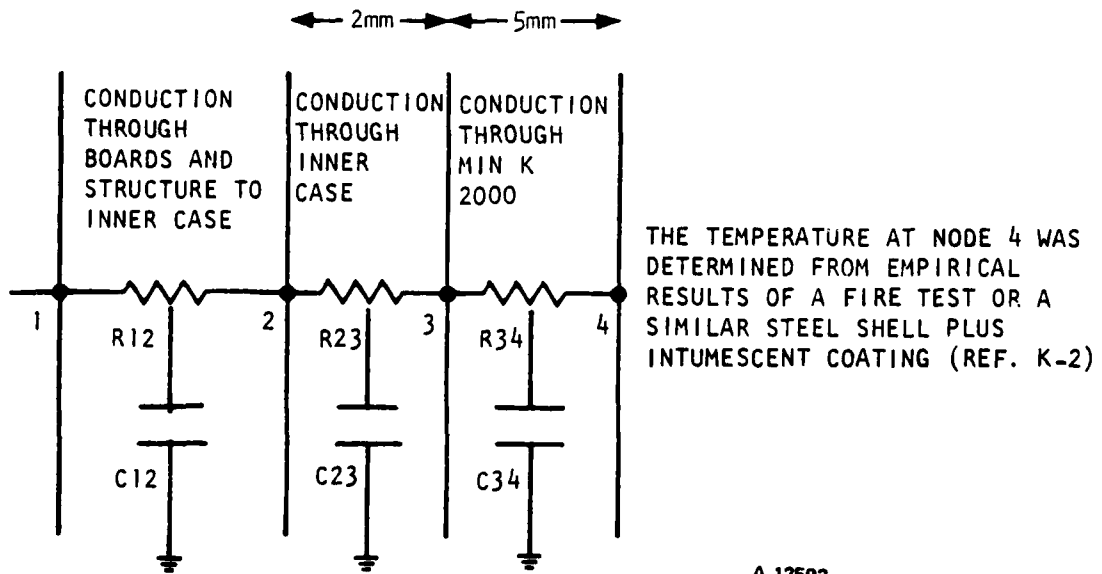 2mm
5mm
CONDUCTION
THROUGH
BOARDS AND
STRUCTURE TO
INNER CASE
CONDUCTION
THROUGH
INNER
CASE
CONDUCTION
THROUGH
MIN K
2000
THE TEMPERATURE AT NODE 4 WAS
DETERMINED FROM EMPIRICAL
RESULTS OF A FIRE TEST OR A
SIMILAR STEEL SHELL PLUS
INTUMESCENT COATING (REF. K-2)
1
2
3
4
R12
R23
R34
C12
C23
C34